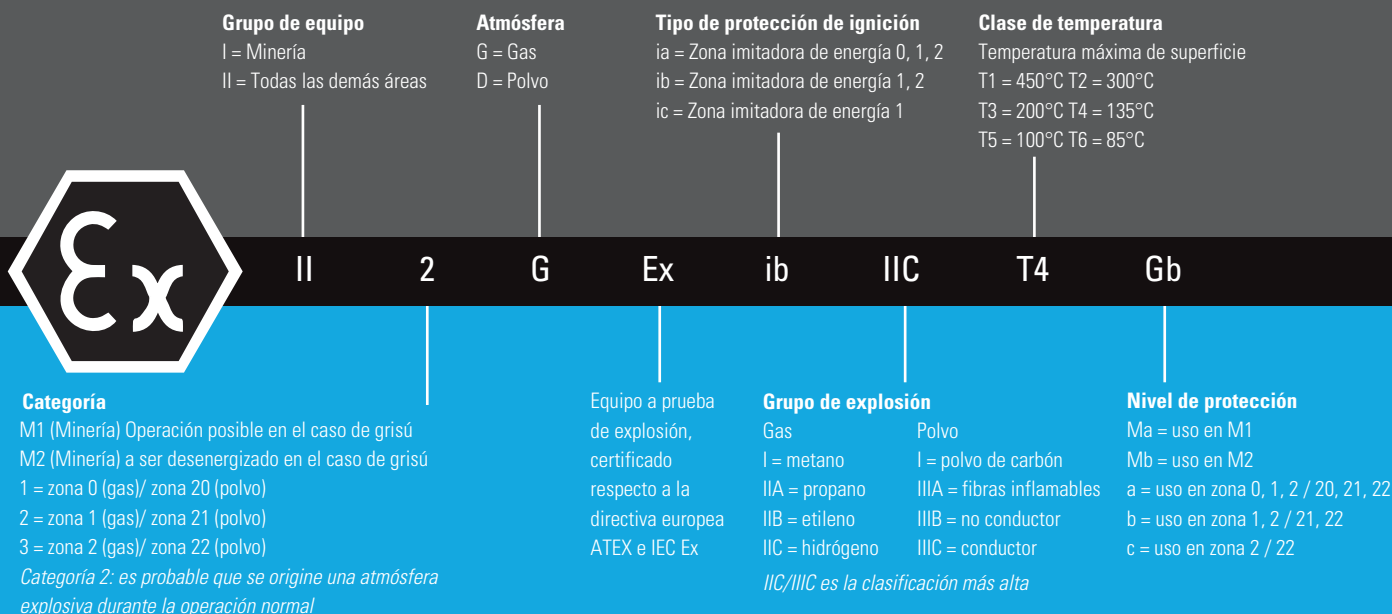 Grupo de equipo
I = Minería
II = Todas las demás áreas
Atmósfera
G = Gas
D = Polvo
Tipo de protección de ignición
ia = Zona imitadora de energía 0, 1, 2
ib = Zona imitadora de energía 1, 2
ic = Zona imitadora de energía 1
Clase de temperatura
Temperatura máxima de superficie
T1 = 450°C T2 = 300°C
T3 = 200°C T4 = 135°C
T5 = 100°C T6 = 85°C
Ex II 2 G Ex ib IIC T4 Gb
Categoría
M1 (Minería) Operación posible en el caso de grisú
M2 (Minería) a ser desenergizado en el caso de grisú
1 = zona 0 (gas)/ zona 20 (polvo)
2 = zona 1 (gas)/ zona 21 (polvo)
3 = zona 2 (gas)/ zona 22 (polvo)
Categoría 2: es probable que se origine una atmósfera
explosiva durante la operación normal
Equipo a prueba
de explosión,
certificado
respecto a la
directiva europea
ATEX e IEC Ex
Grupo de explosión
Gas
I = metano
IIA = propano
IIB = etileno
IIC = hidrógeno
Polvo
I = polvo de carbón
IIIA = fibras inflamables
IIIB = no conductor
IIIC = conductor
IIC/IIIC es la clasificación más alta
Nivel de protección
Ma = uso en M1
Mb = uso en M2
a = uso en zona 0, 1, 2 / 20, 21, 22
b = uso en zona 1, 2 / 21, 22
c = uso en zona 2 / 22